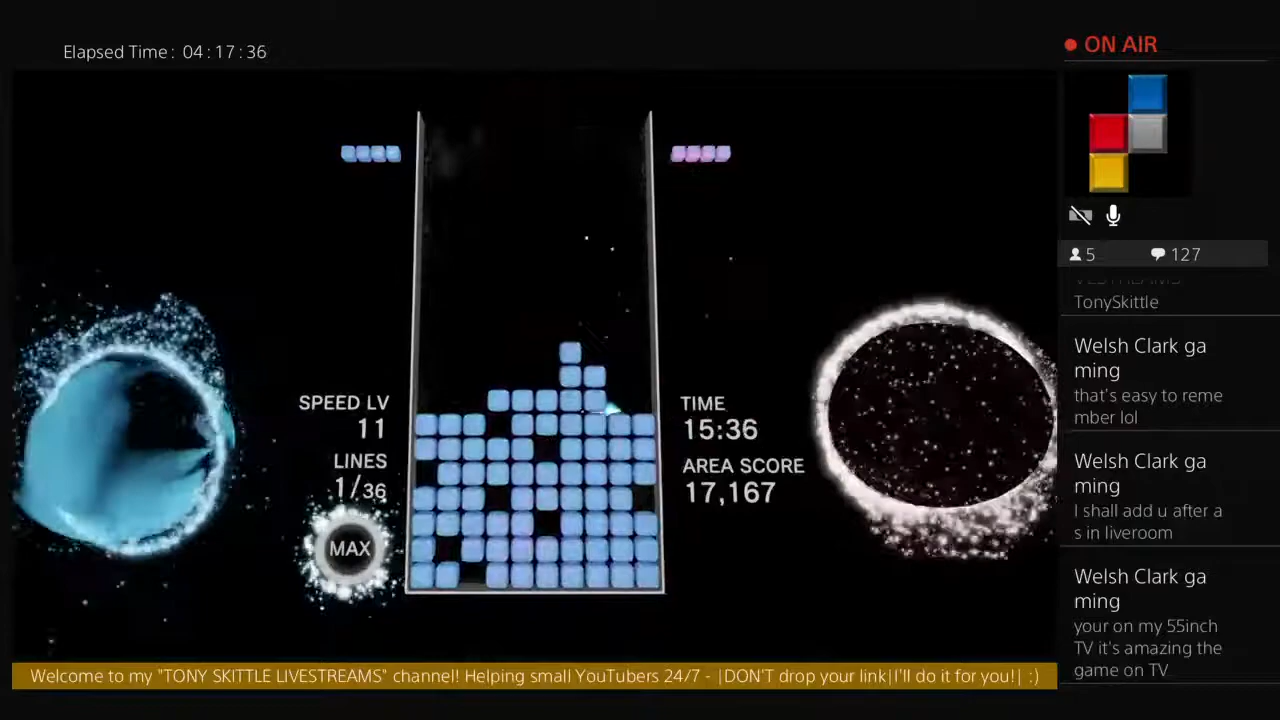 Elapsed Time: 04:17:36
ON AIR
5 127
TonySkittle
Welsh Clark ga
ming
that's easy to reme
mber lol
Welsh Clark ga
ming
I shall add u after a
s in liveroom
Welsh Clark ga
ming
your on my 55inch
TV it's amazing the
game on TV
SPEED LV
11
LINES
1/36
MAX
TIME
15:36
AREA SCORE
17,167
Welcome to my "TONY SKITTLE LIVESTREAMS" channel! Helping small YouTubers 24/7 - |DON'T drop your link|I'll do it for you!| :)